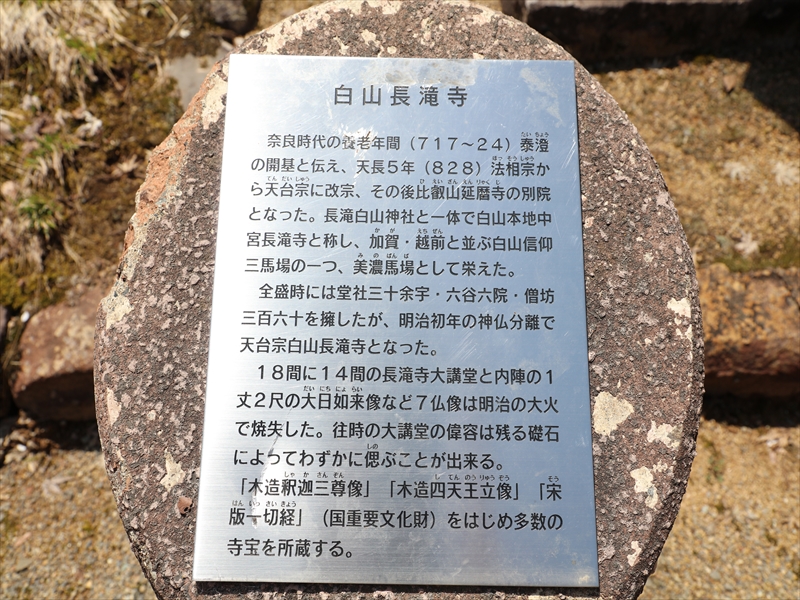 白山長滝寺
奈良時代の養老年間（717～24）泰澄
の開基と伝え、天長5年（828）法相宗か
ら天台宗に改宗、その後比叡山延暦寺の別院
となった。長滝白山神社と一体で白山本地中
宮長滝寺と称し、加賀・越前と並ぶ白山信仰
三馬場の一つ、美濃馬場として栄えた。
全盛時には堂社三十余宇・六谷六院・僧坊
三百六十を擁したが、明治初年の神仏分離で
天台宗白山長滝寺となった。
18間に14間の長滝寺大講堂と内陣の1
丈2尺の大日如来像など7仏像は明治の大火
で焼失した。往時の大講堂の偉容は残る礎石
によってわずかに偲ぶことが出来る。
「木造釈迦三尊像」「木造四天王立像」「宋
版一切経」（国重要文化財）をはじめ多数の
寺宝を所蔵する。